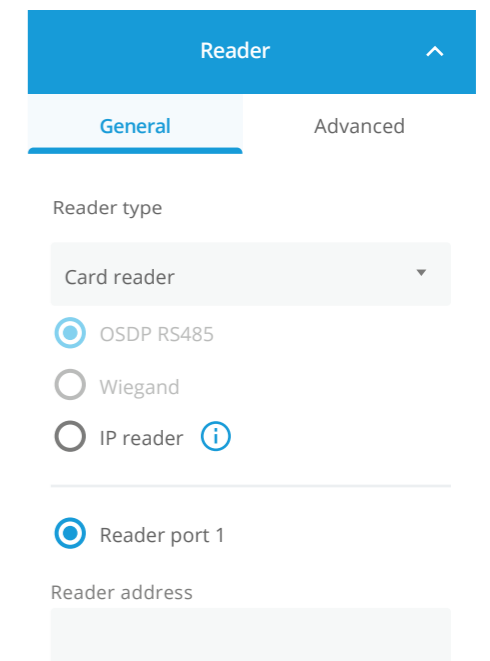 Reader
General Advanced
Reader type
Card reader
OSDP RS485
Wiegand
IP reader
Reader port 1
Reader address